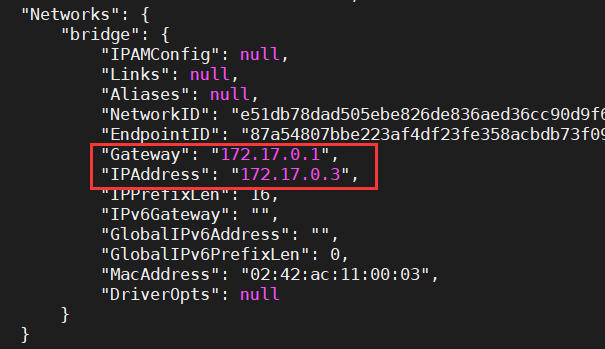 "Networks": {
"bridge": {
"IPAMConfig": null,
"Links": null,
"Aliases": null,
"NetworkID": "e51db78dad505ebe826de836aed36cc90d9f6
"EndpointID": "87a54807bbe223af4df23fe358acbdb73f09
"Gateway": "172.17.0.1",
"IPAddress": "172.17.0.3",
"IPPrefixLen": 16,
"IPv6Gateway": "",
"GlobalIPv6Address": "",
"GlobalIPv6PrefixLen": 0,
"MacAddress": "02:42:ac:11:00:03",
"DriverOpts": null
}
}